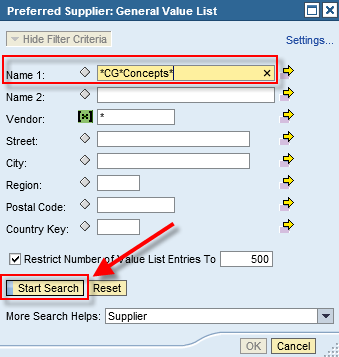 Preferred Supplier: General Value List
Hide Filter Criteria
Settings...
Name 1: *CG*Concepts*
Name 2:
Vendor: *
Street:
City:
Region:
Postal Code:
Country Key:
Restrict Number of Value List Entries To 500
Start Search Reset
More Search Helps: Supplier
OK Cancel